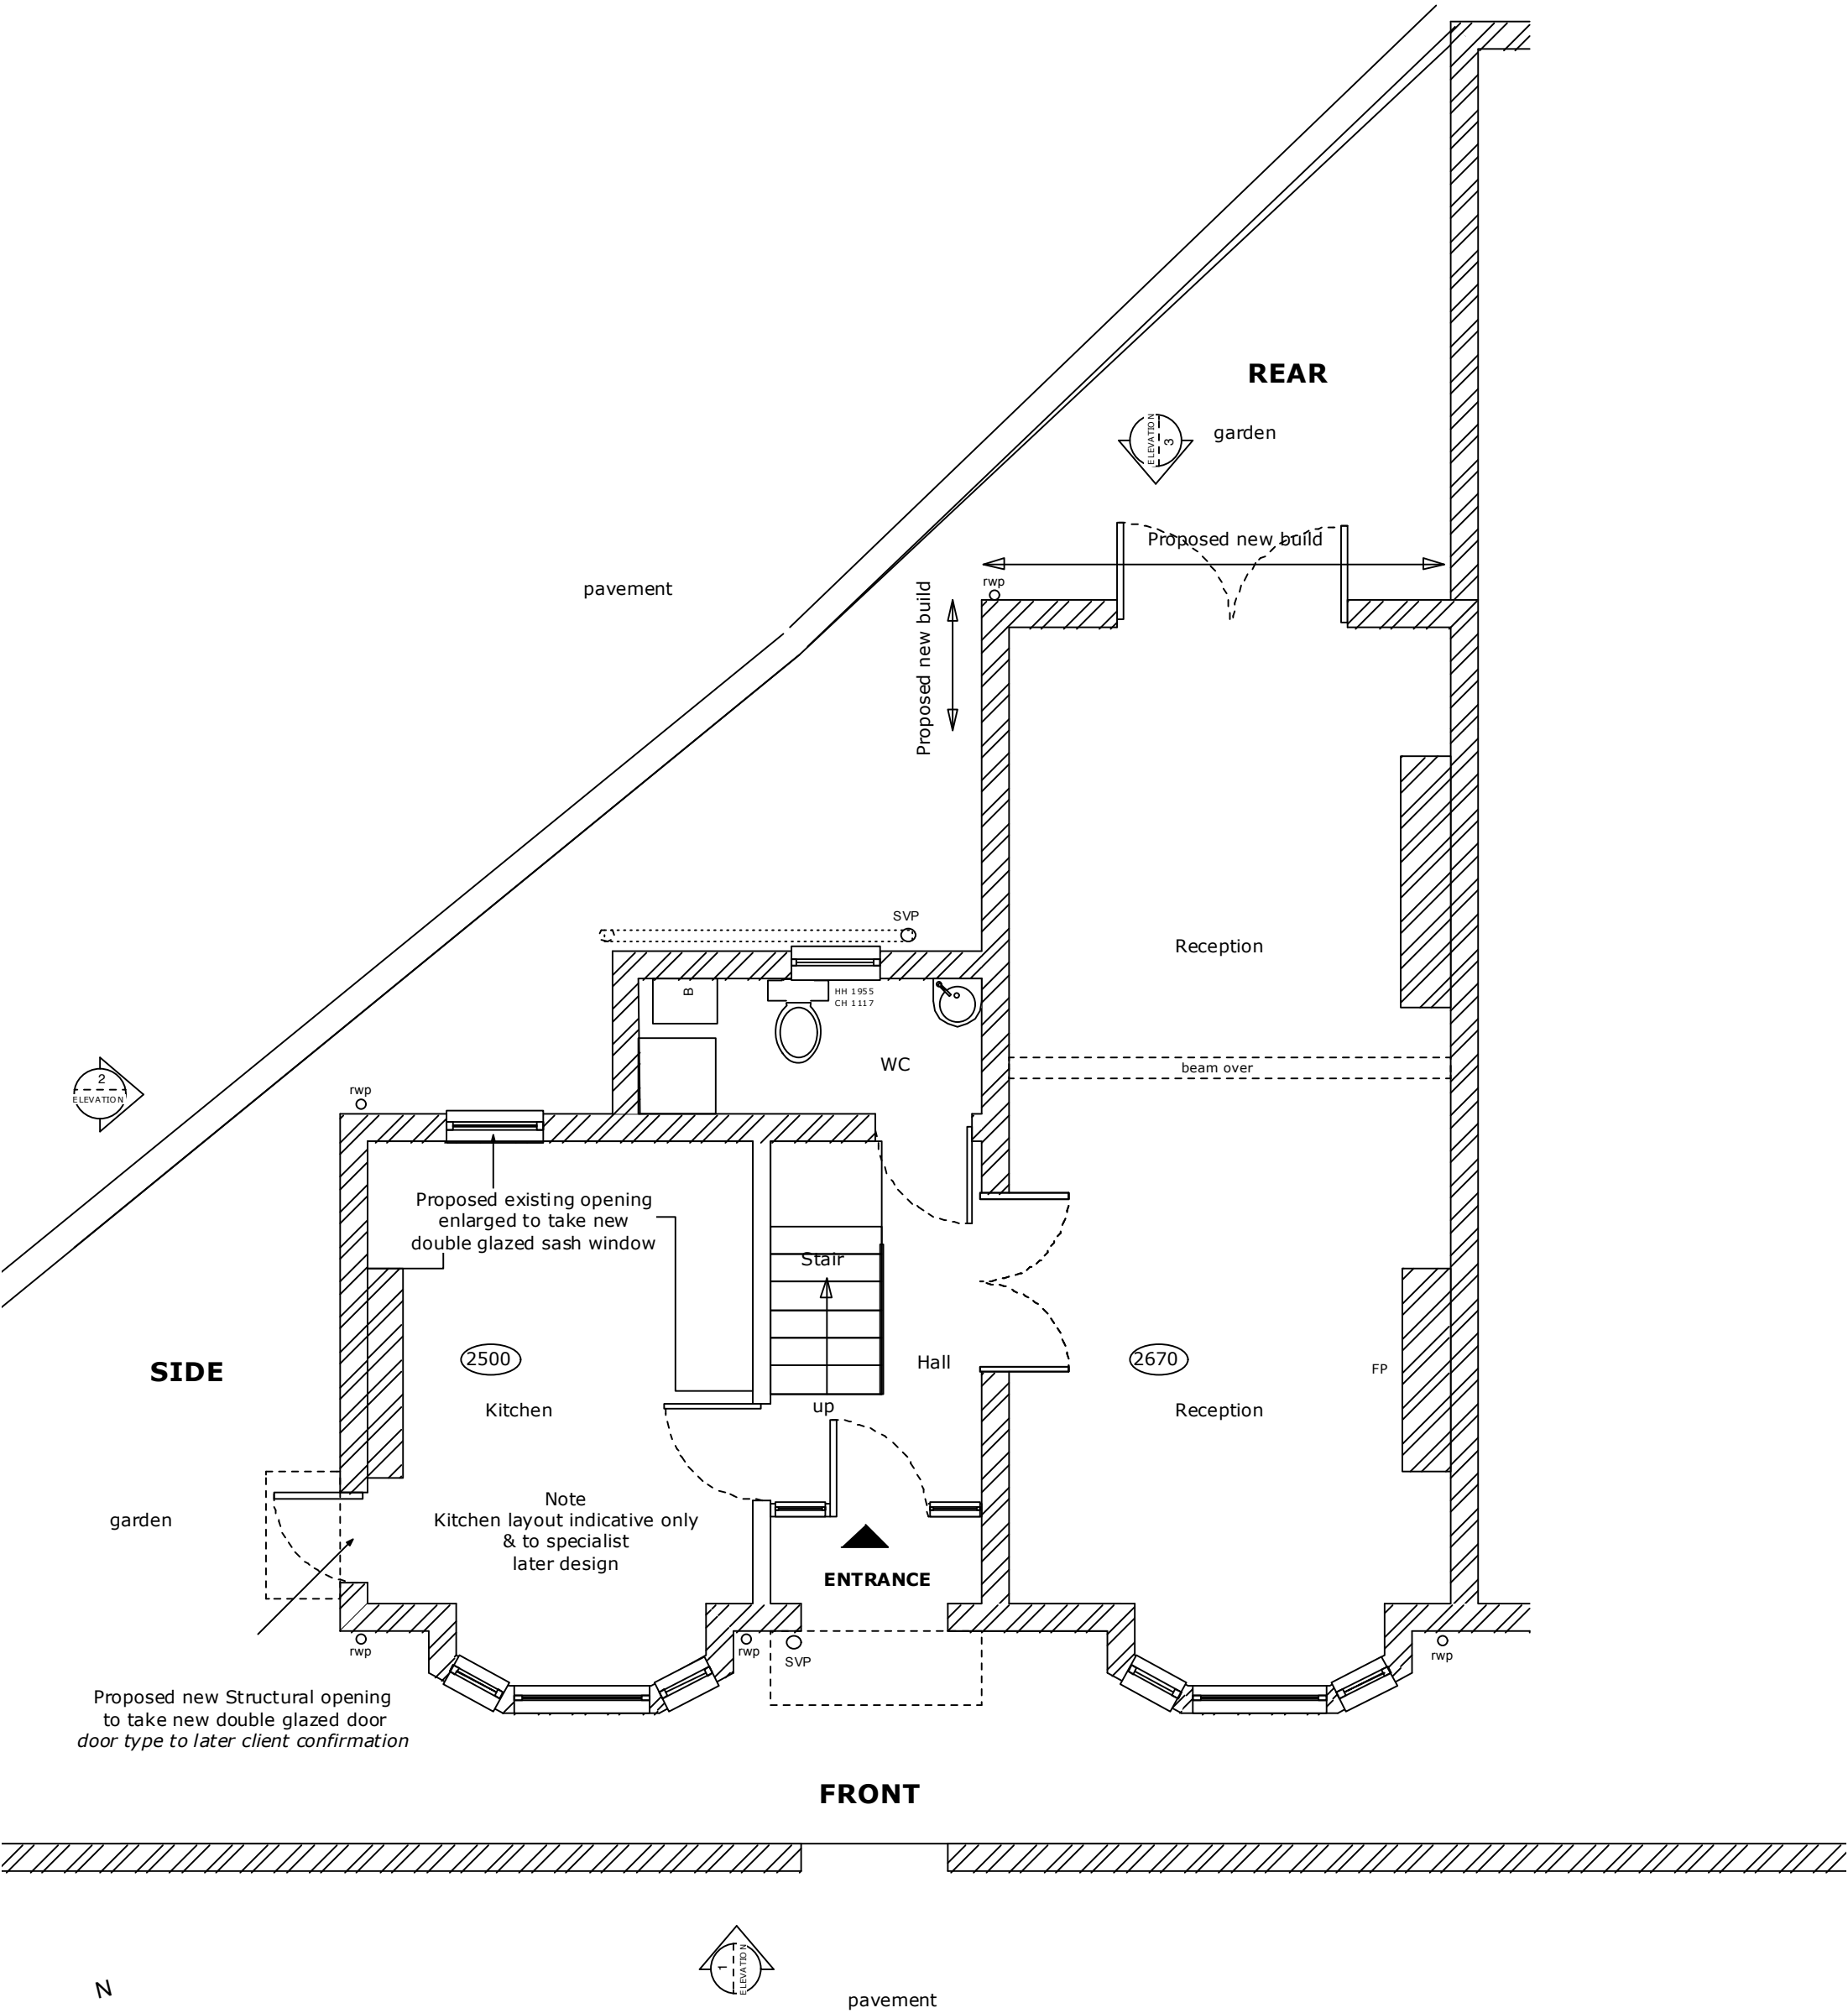 REAR
ELEVATION
3
garden
Proposed new build
rwp
pavement
Proposed new build
SVP
Reception
B
HH 1955
CH 1117
WC
beam over
2
ELEVATION
rwp
Proposed existing opening
enlarged to take new
double glazed sash window
Stair
SIDE
2500
Hall
2670
FP
Kitchen
up
Reception
garden
Note
Kitchen layout indicative only
& to specialist
later design
ENTRANCE
rwp
rwp
SVP
rwp
Proposed new Structural opening
to take new double glazed door
door type to later client confirmation
FRONT
1
ELEVATION
N
pavement